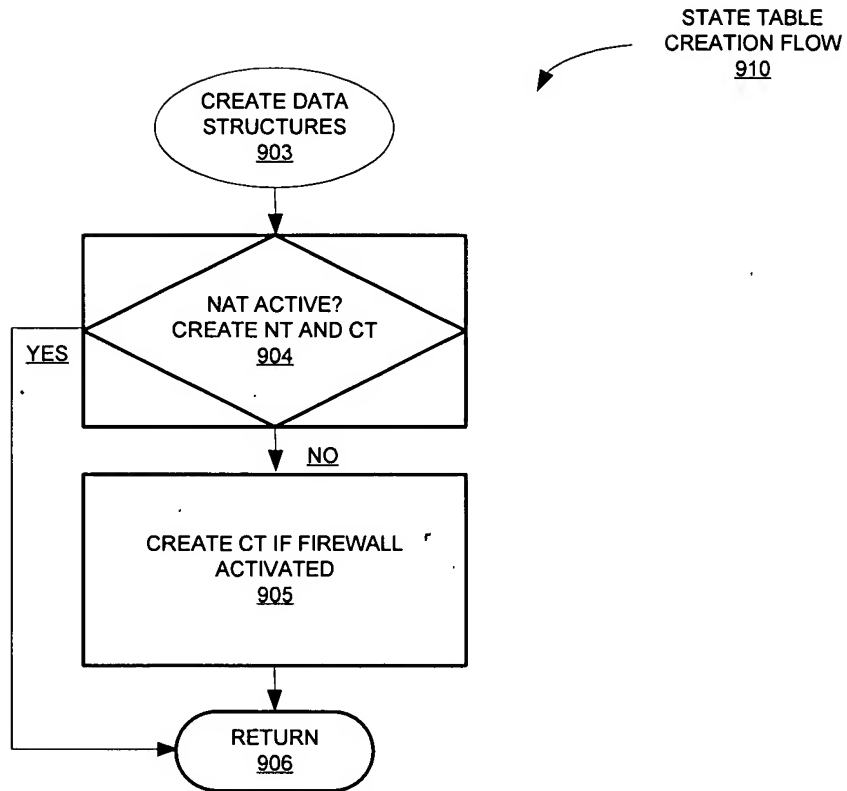 STATE TABLE
CREATION FLOW
910
CREATE DATA
STRUCTURES
903
NAT ACTIVE?
CREATE NT AND CT
904
YES
NO
CREATE CT IF FIREWALL
ACTIVATED
905
RETURN
906